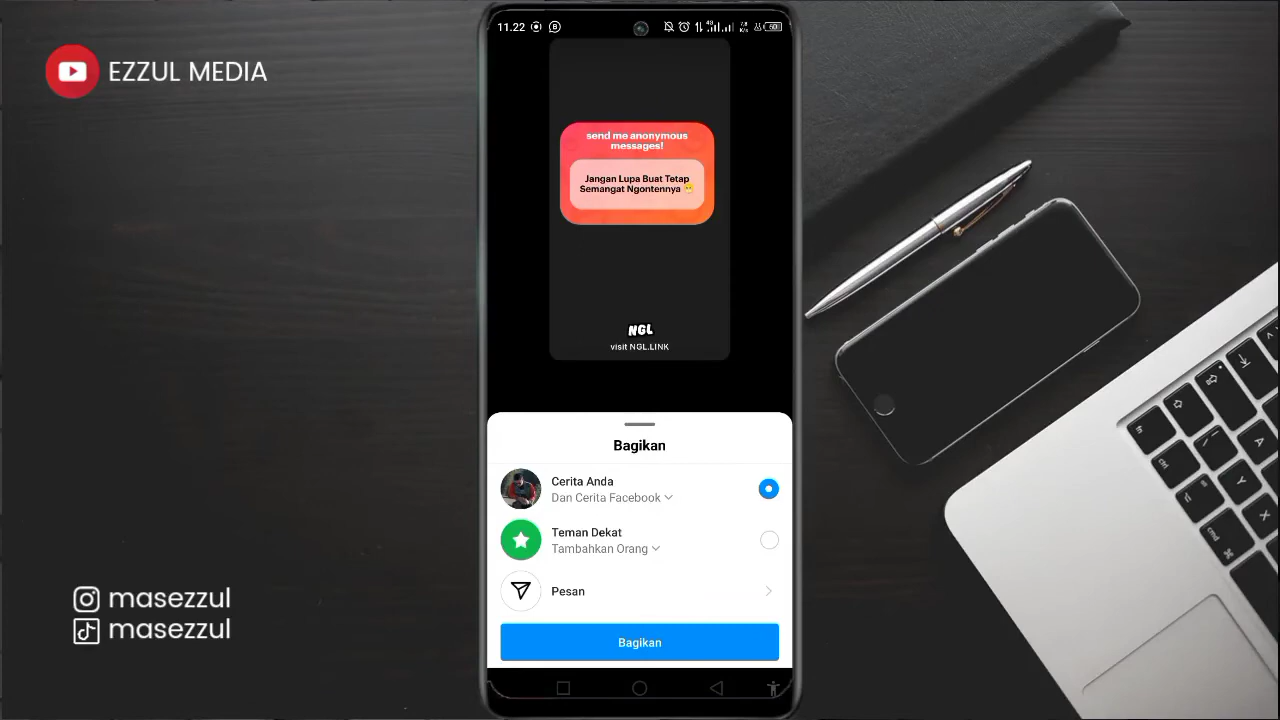 EZZUL MEDIA
11.22
send me anonymous
messages!
Jangan Lupa Buat Tetap
Semangat Ngontennya 😶
NGL
visit NGL.LINK
Bagikan
Cerita Anda
Dan Cerita Facebook
Teman Dekat
Tambahkan Orang
Pesan
Bagikan
masezzul
masezzul